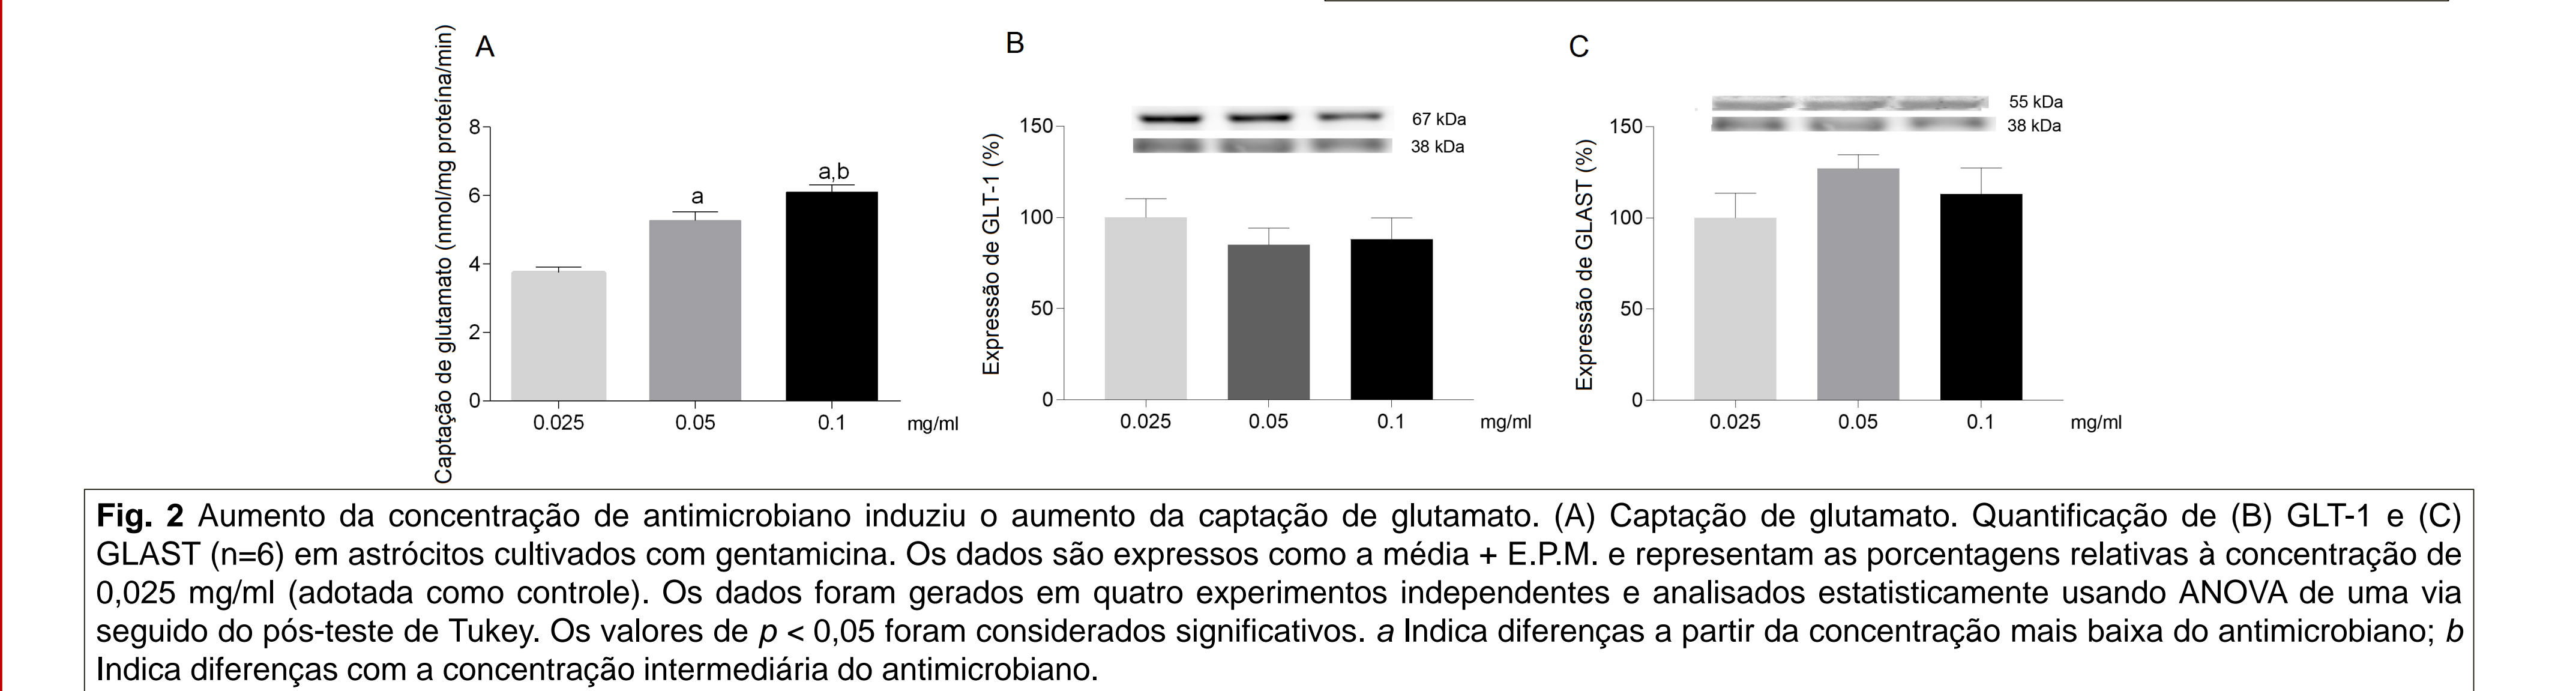 A
Captação de glutamato (nmol/mg proteína/min)
8
6
4
2
0
a
a,b
0.025 0.05 0.1 mg/ml
B
Expressão de GLT-1 (%)
150
100
50
0
67 kDa
38 kDa
0.025 0.05 0.1 mg/ml
C
Expressão de GLAST (%)
150
100
50
0
55 kDa
38 kDa
0.025 0.05 0.1 mg/ml
Fig. 2 Aumento da concentração de antimicrobiano induziu o aumento da captação de glutamato. (A) Captação de glutamato. Quantificação de (B) GLT-1 e (C)
GLAST (n=6) em astrócitos cultivados com gentamicina. Os dados são expressos como a média + E.P.M. e representam as porcentagens relativas à concentração de
0,025 mg/ml (adotada como controle). Os dados foram gerados em quatro experimentos independentes e analisados estatisticamente usando ANOVA de uma via
seguido do pós-teste de Tukey. Os valores de p < 0,05 foram considerados significativos. a Indica diferenças a partir da concentração mais baixa do antimicrobiano; b
Indica diferenças com a concentração intermediária do antimicrobiano.